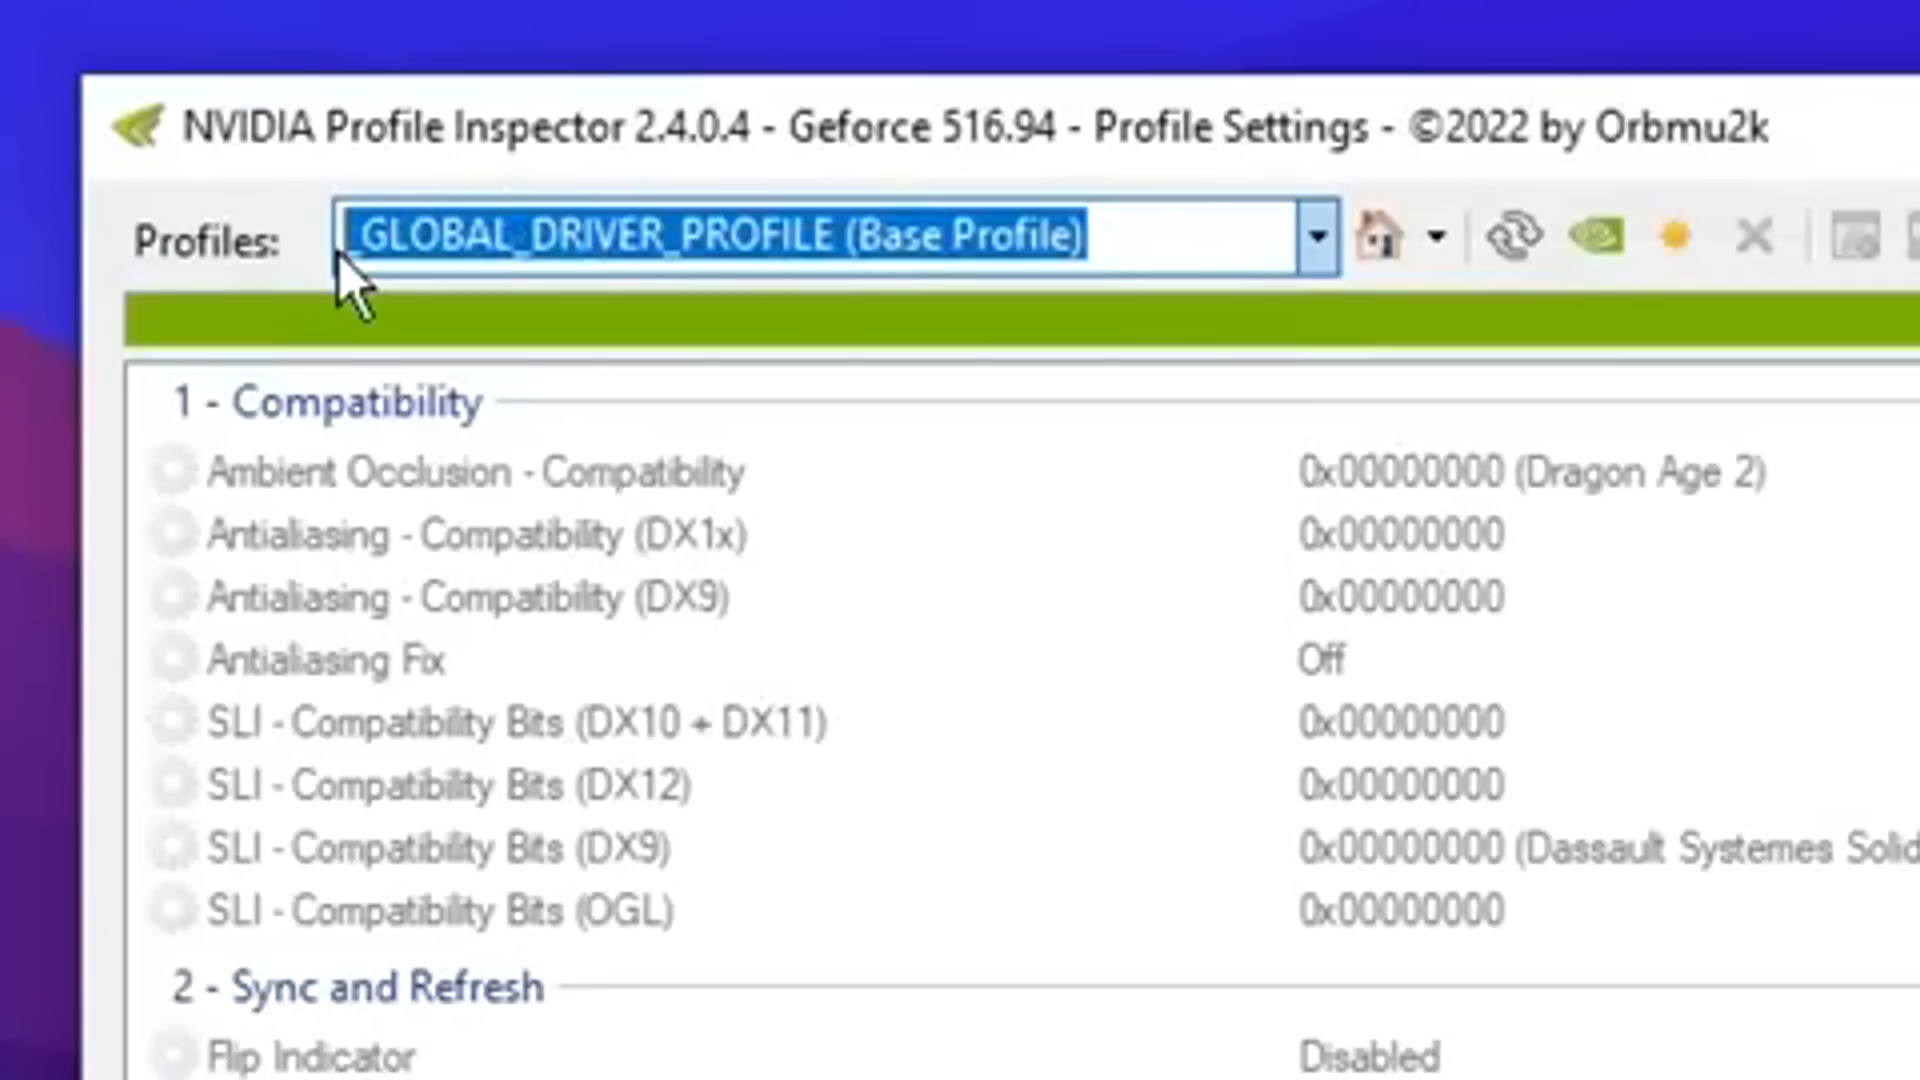 NVIDIA Profile Inspector 2.4.0.4 - Geforce 516.94 - Profile Settings - ©2022 by Orbmu2k
Profiles: _GLOBAL_DRIVER_PROFILE (Base Profile)
1 - Compatibility
Ambient Occlusion - Compatibility 0x00000000 (Dragon Age 2)
Antialiasing - Compatibility (DX1x) 0x00000000
Antialiasing - Compatibility (DX9) 0x00000000
Antialiasing Fix Off
SLI - Compatibility Bits (DX10 + DX11) 0x00000000
SLI - Compatibility Bits (DX12) 0x00000000
SLI - Compatibility Bits (DX9) 0x00000000 (Dassault Systemes Solid
SLI - Compatibility Bits (OGL) 0x00000000
2 - Sync and Refresh
Flip Indicator Disabled